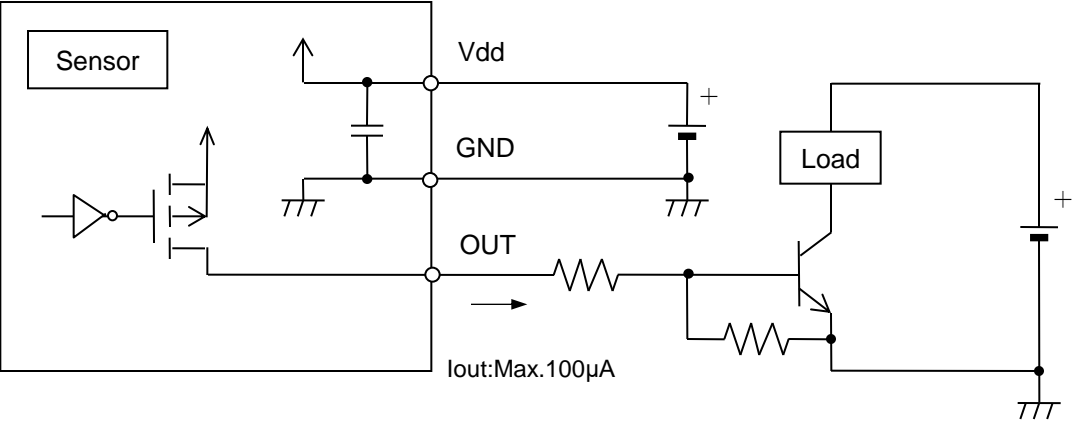 Sensor
Vdd
+
GND
Load
+
OUT
Iout:Max.100µA